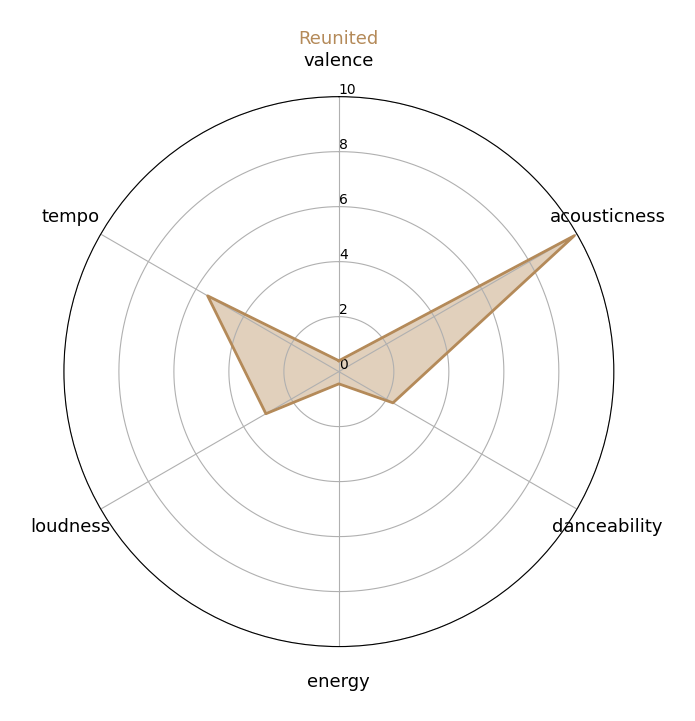 Reunited
valence
10
8
tempo
6
acousticness
4
2
0
loudness
danceability
energy